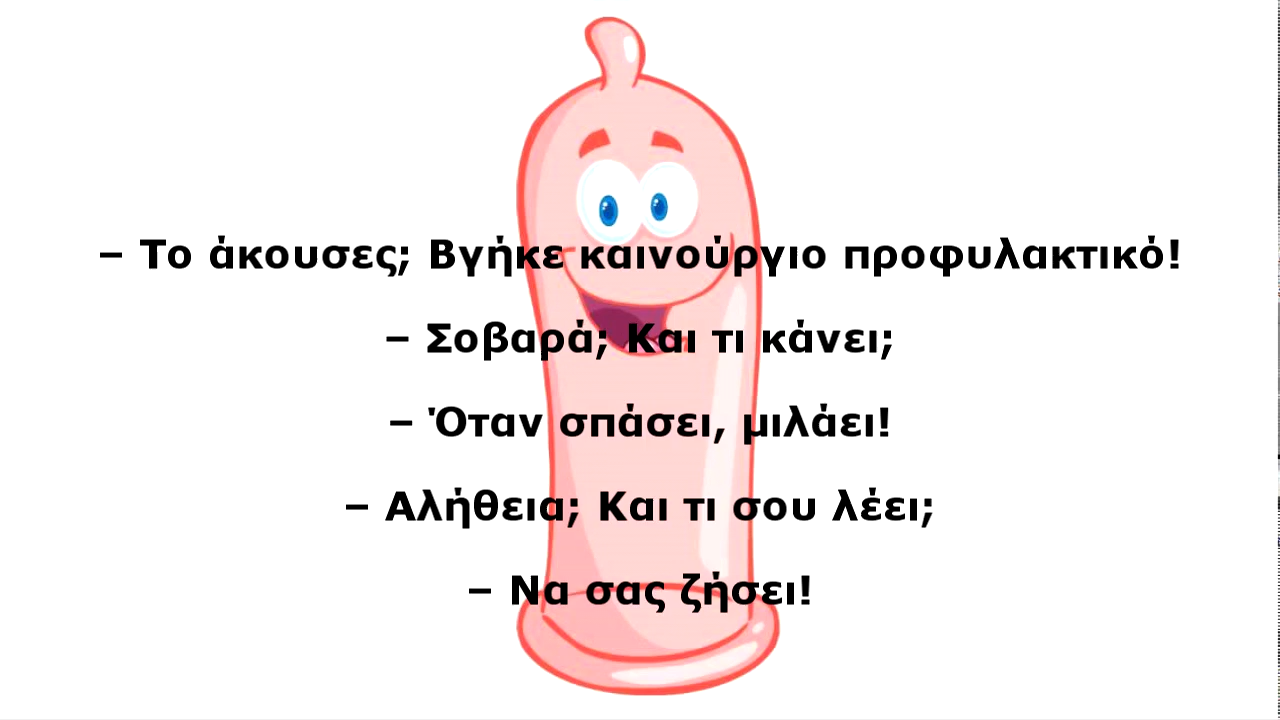 – Το άκουσες; Βγήκε καινούργιο προφυλακτικό!
– Σοβαρά; Και τι κάνει;
– Όταν σπάσει, μιλάει!
– Αλήθεια; Και τι σου λέει;
– Να σας ζήσει!